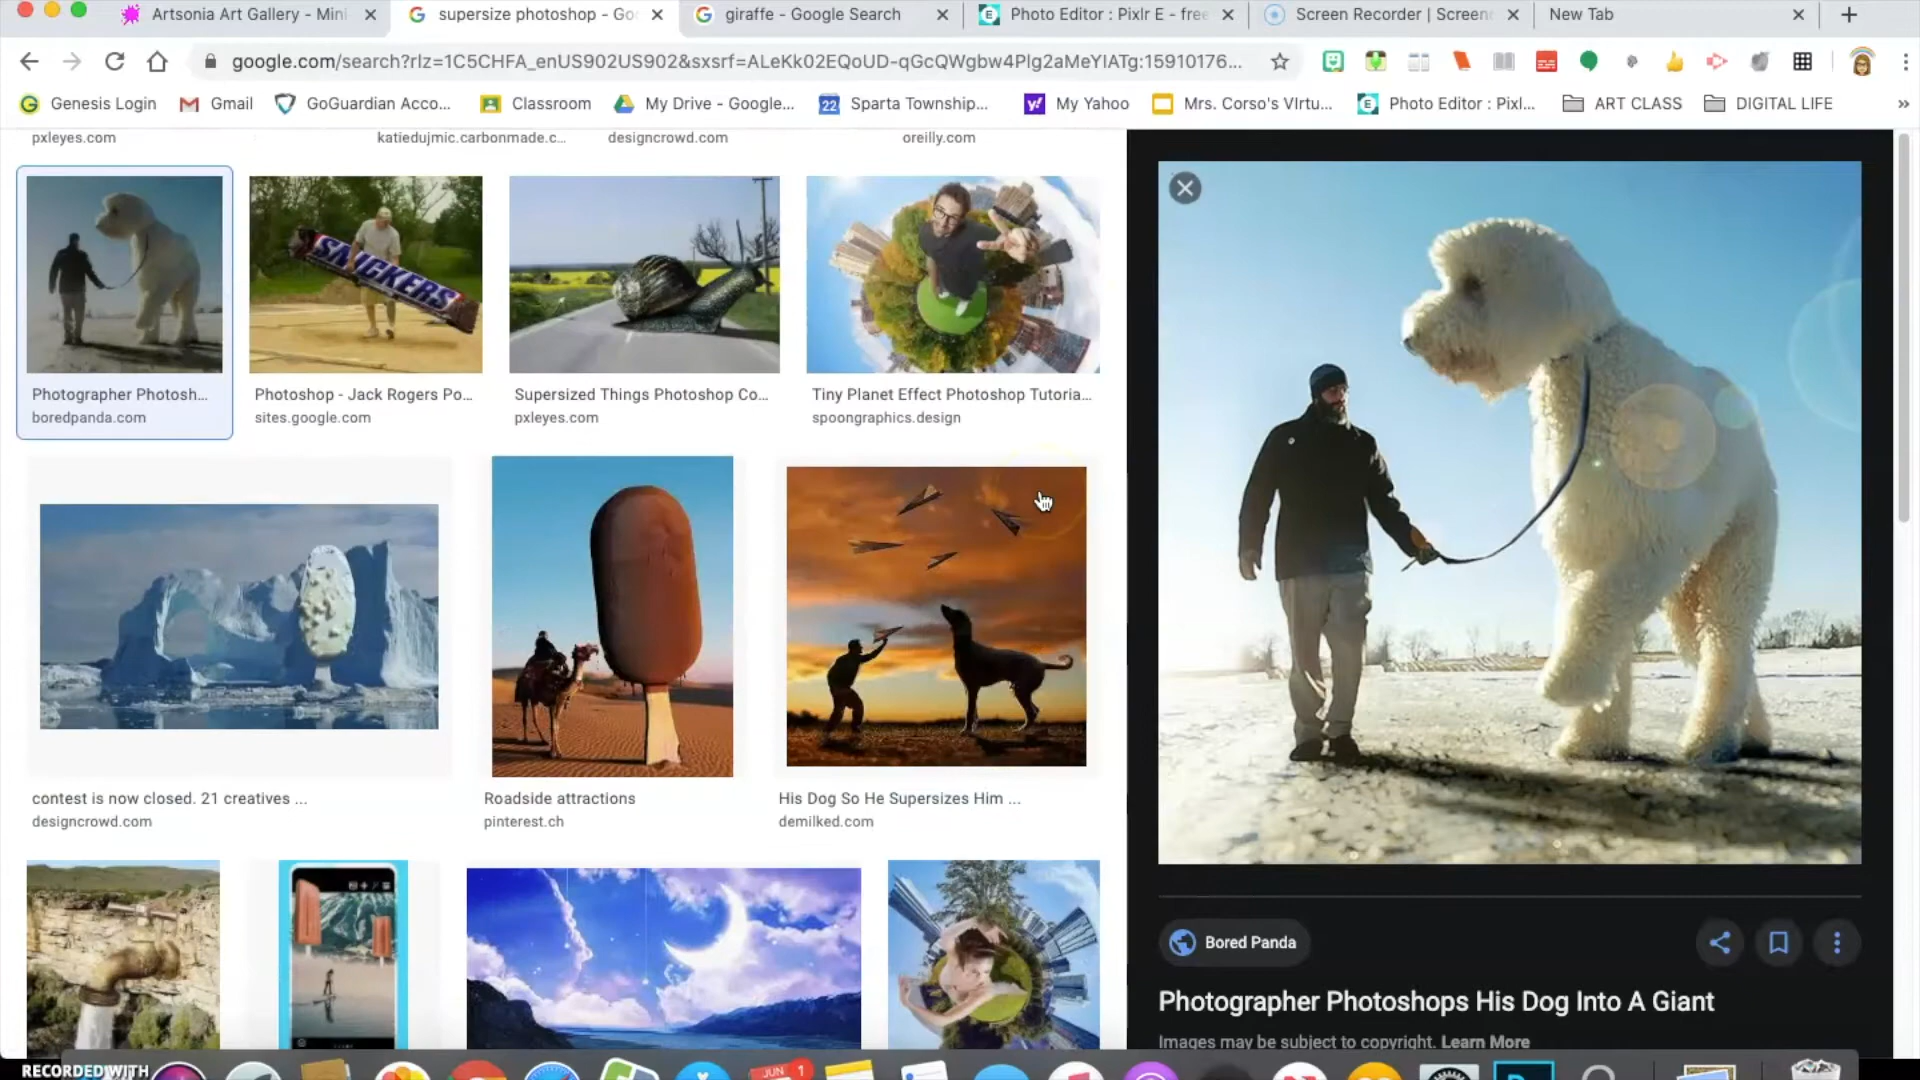 Artsonia Art Gallery - Mini
supersize photoshop - Goo
giraffe - Google Search
Photo Editor : Pixlr E - free
Screen Recorder | Screen
New Tab
google.com/search?rlz=1C5CHFA_enUS902US902&sxsrf=ALeKk02EQoUD-qGcQWgbw4Plg2aMeYIATg:15910176...
Genesis Login
Gmail
GoGuardian Acco...
Classroom
My Drive - Google...
22
Sparta Township...
My Yahoo
Mrs. Corso's VIrtu...
Photo Editor : Pixl...
ART CLASS
DIGITAL LIFE
pxleyes.com
katiedujmic.carbonmade.c...
designcrowd.com
oreilly.com
SNICKERS
Photographer Photosh...
boredpanda.com
Photoshop - Jack Rogers Po...
sites.google.com
Supersized Things Photoshop Co...
pxleyes.com
Tiny Planet Effect Photoshop Tutoria...
spoongraphics.design
contest is now closed. 21 creatives ...
designcrowd.com
Roadside attractions
pinterest.ch
His Dog So He Supersizes Him ...
demilked.com
Bored Panda
Photographer Photoshops His Dog Into A Giant
Images may be subject to copyright. Learn More
RECORDED WITH
JUN 1